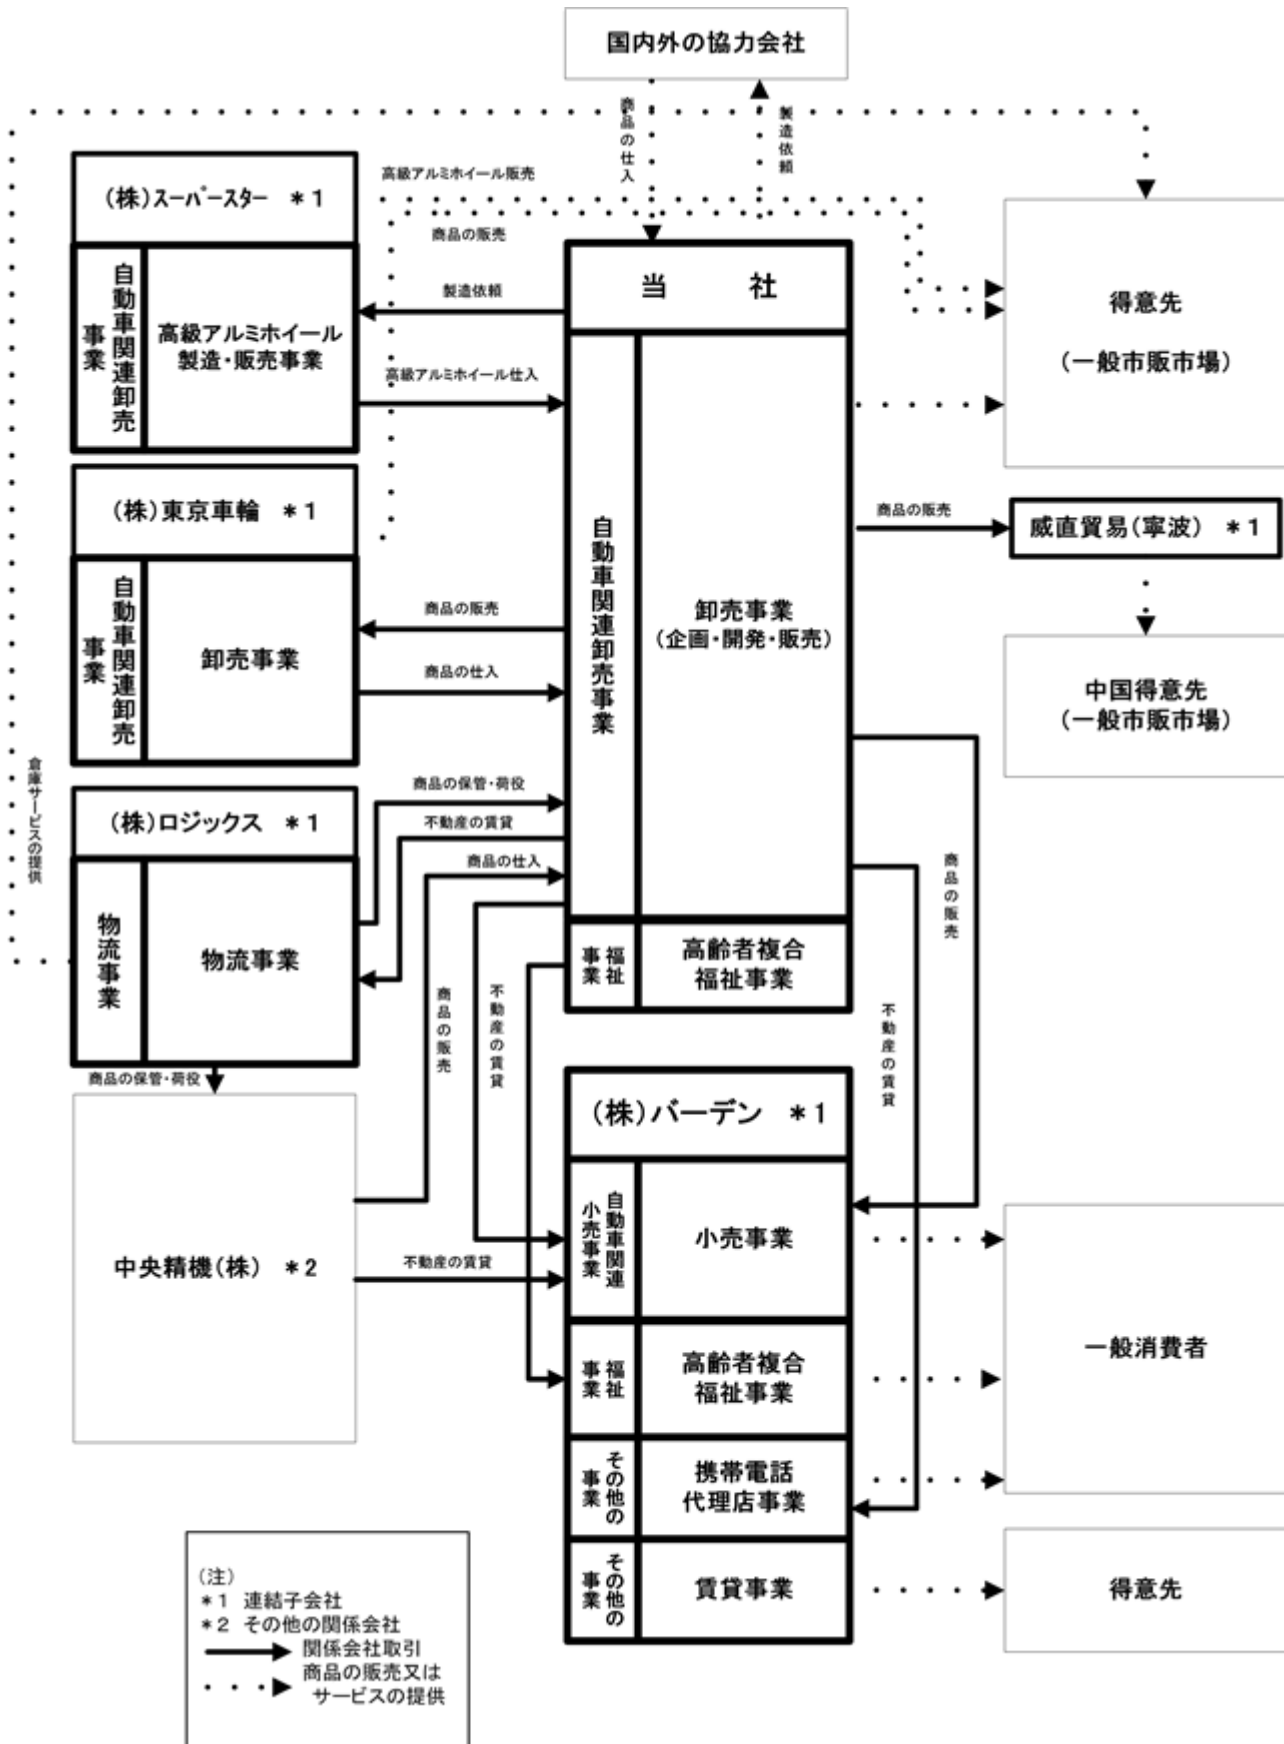 国内外の協力会社
商品の仕入
製造依頼
(株)スーパースター *1
自動車関連卸売
事業
高級アルミホイール
製造・販売事業
高級アルミホイール販売
商品の販売
製造依頼
高級アルミホイール仕入
当 社
自動車関連卸売事業
卸売事業
(企画・開発・販売)
福祉
事業
高齢者複合
福祉事業
得意先
(一般市販市場)
商品の販売
威直貿易(寧波) *1
中国得意先
(一般市販市場)
(株)東京車輪 *1
自動車関連卸売
事業
卸売事業
商品の販売
商品の仕入
倉庫サービスの提供
(株)ロジックス *1
物流事業
物流事業
商品の保管・荷役
不動産の賃貸
商品の仕入
商品の販売
不動産の賃貸
商品の販売
不動産の賃貸
商品の保管・荷役
中央精機(株) *2
不動産の賃貸
(株)バーデン *1
自動車関連
小売事業
小売事業
福祉
事業
高齢者複合
福祉事業
その他の
事業
携帯電話
代理店事業
その他の
事業
賃貸事業
一般消費者
得意先
(注)
*1 連結子会社
*2 その他の関係会社
関係会社取引
商品の販売又は
サービスの提供